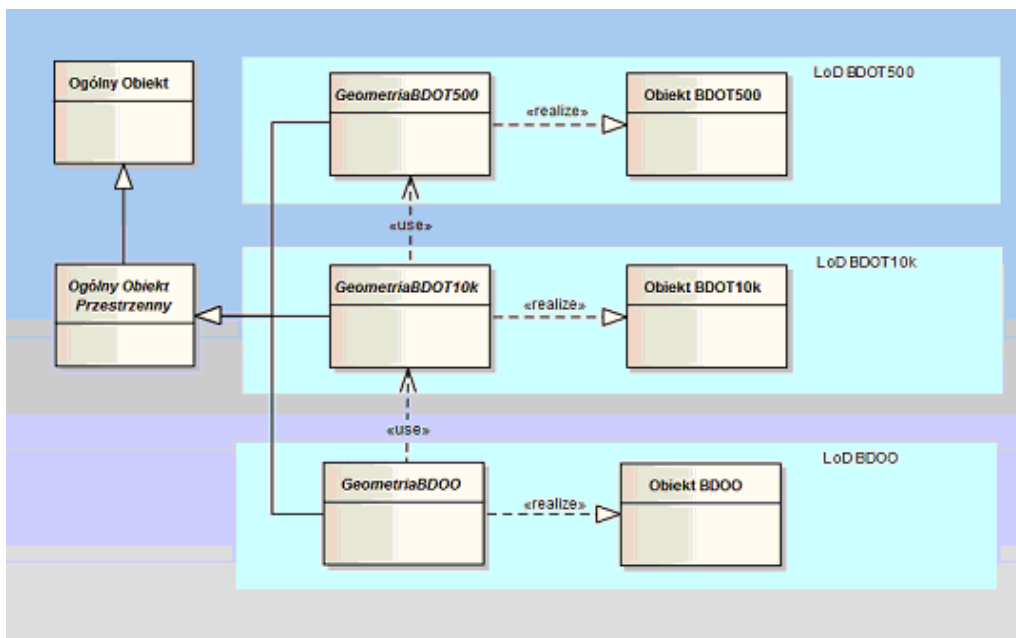 LoD BDOT500
Ogólny Obiekt
GeometriaBDOT500
«realize»
Obiekt BDOT500
«use»
LoD BDOT10k
Ogólny Obiekt
Przestrzenny
GeometriaBDOT10k
«realize»
Obiekt BDOT10k
«use»
LoD BDOO
GeometriaBDOO
«realize»
Obiekt BDOO